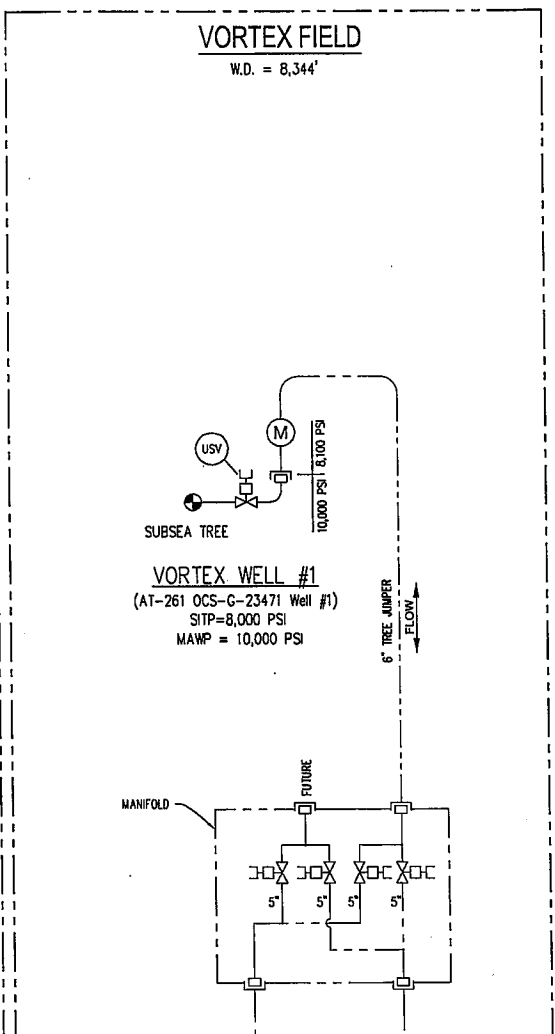 VORTEX FIELD
W.D. = 8,344'
M
USV
10,000 PSI
8,100 PSI
SUBSEA TREE
VORTEX WELL #1
(AT-261 OCS-G-23471 Well #1)
SITP=8,000 PSI
MAWP = 10,000 PSI
6" TREE JUMPER
FLOW
FUTURE
MANIFOLD
5" 5" 5" 5"